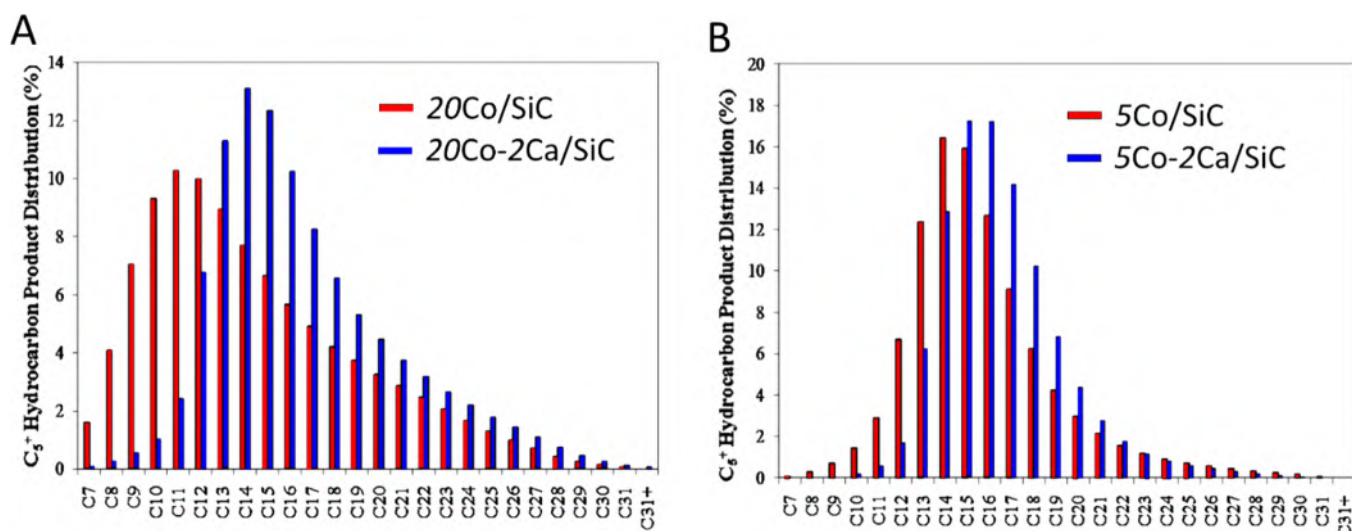 A
C5+ Hydrocarbon Product Distribution (%)
14
12
10
8
6
4
2
0
20Co/SiC
20Co-2Ca/SiC
C7 C8 C9 C10 C11 C12 C13 C14 C15 C16 C17 C18 C19 C20 C21 C22 C23 C24 C25 C26 C27 C28 C29 C30 C31 C31+
B
C5+ Hydrocarbon Product Distribution (%)
20
18
16
14
12
10
8
6
4
2
0
5Co/SiC
5Co-2Ca/SiC
C7 C8 C9 C10 C11 C12 C13 C14 C15 C16 C17 C18 C19 C20 C21 C22 C23 C24 C25 C26 C27 C28 C29 C30 C31 C31+